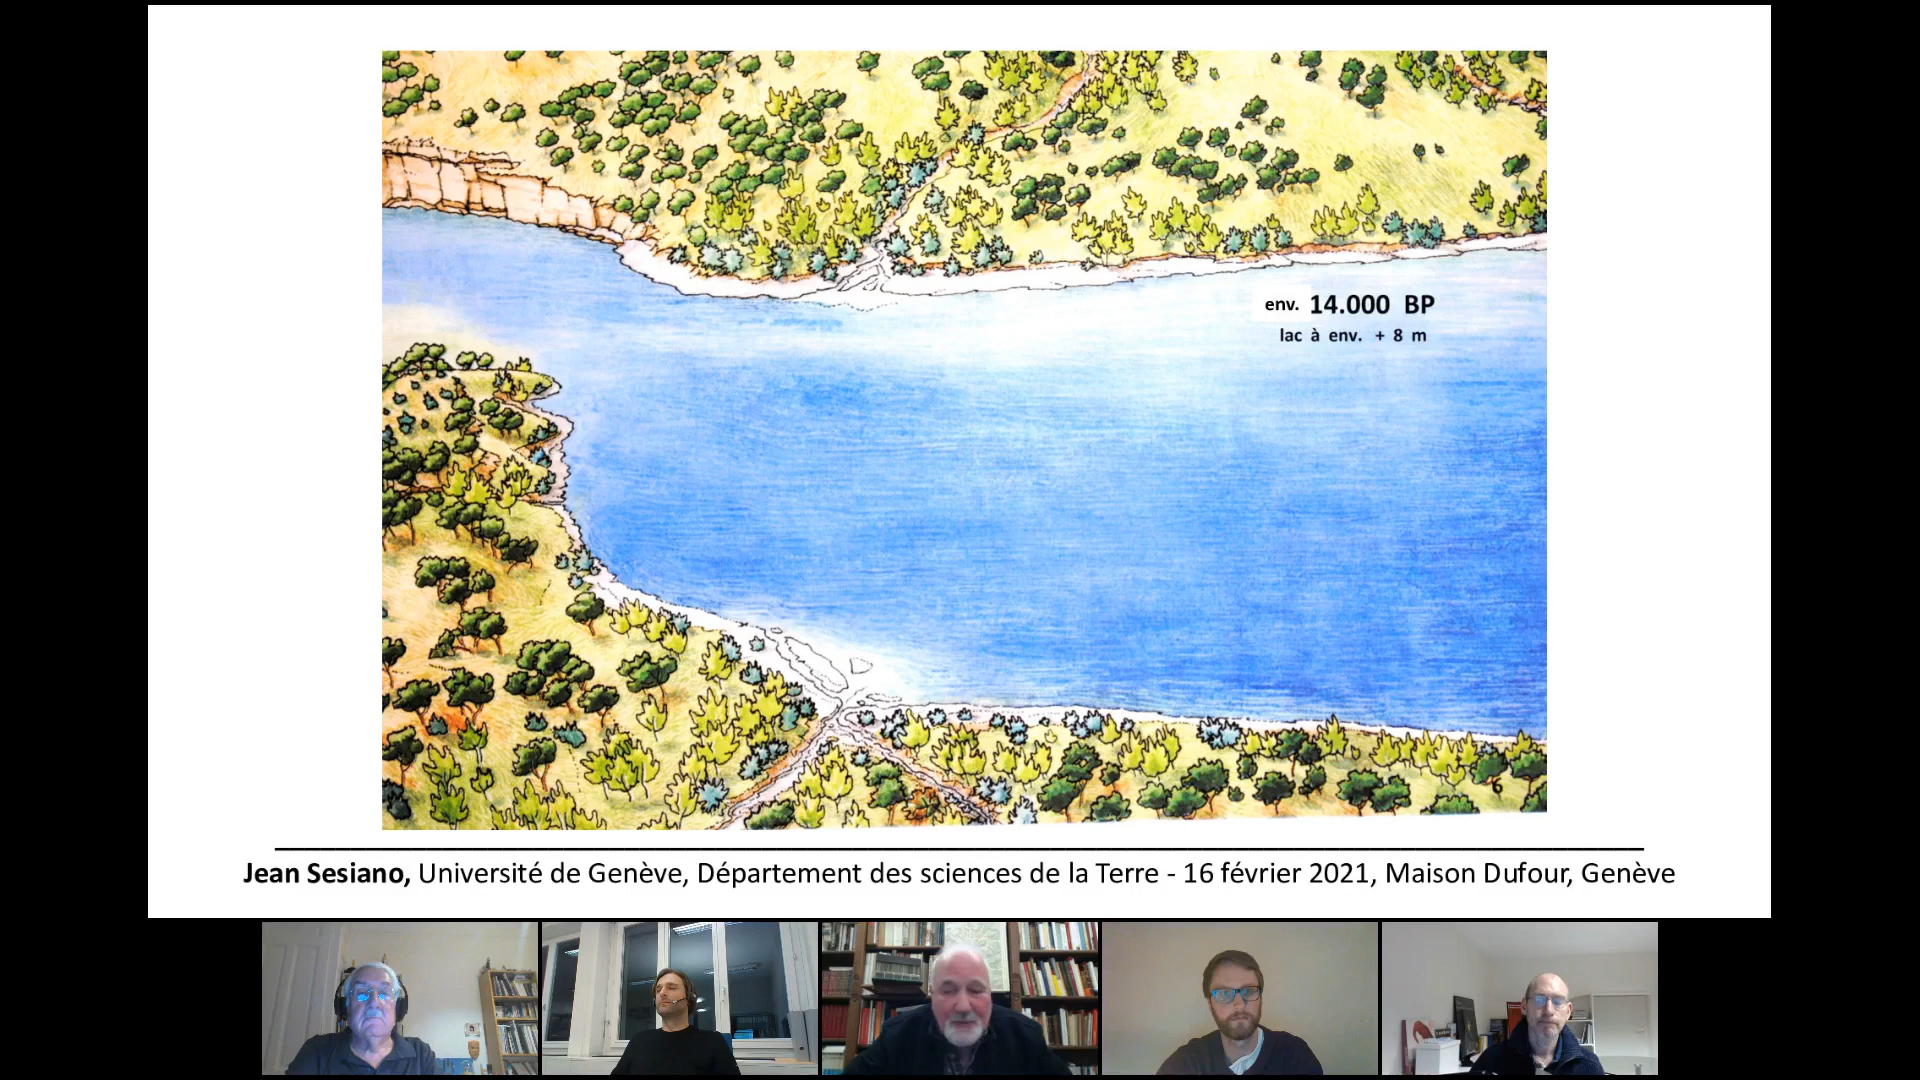 env. 14.000 BP
lac à env. + 8 m
Jean Sesiano, Université de Genève, Département des sciences de la Terre - 16 février 2021, Maison Dufour, Genève